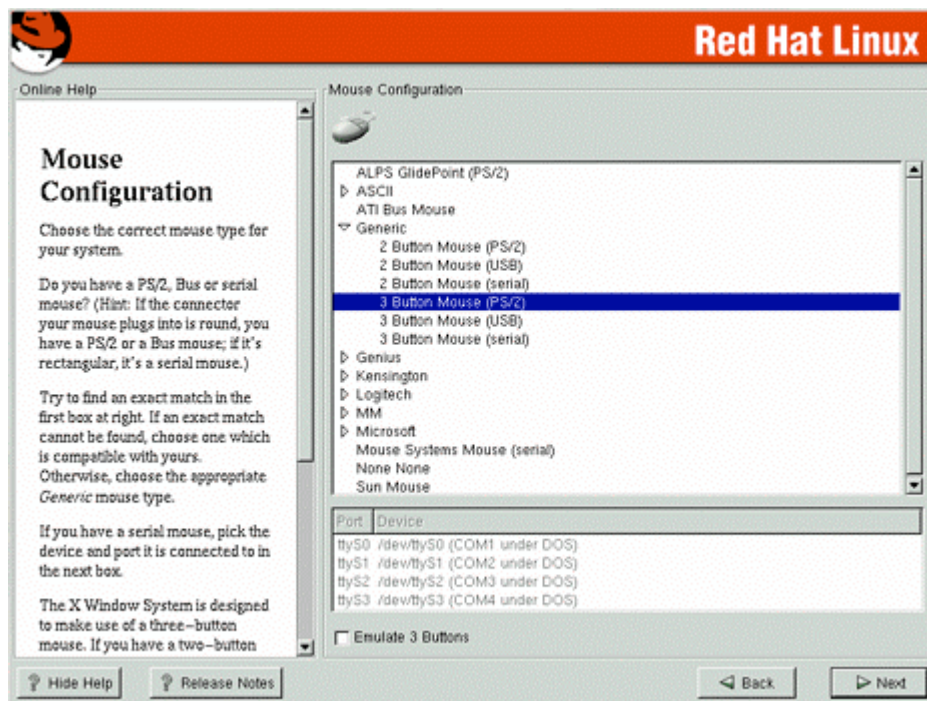 Red Hat Linux
Online Help
Mouse
Configuration
Choose the correct mouse type for
your system.
Do you have a PS/2, Bus or serial
mouse? (Hint: If the connector
your mouse plugs into is round, you
have a PS/2 or a Bus mouse; if it's
rectangular, it's a serial mouse.)
Try to find an exact match in the
first box at right. If an exact match
cannot be found, choose one which
is compatible with yours.
Otherwise, choose the appropriate
Generic mouse type.
If you have a serial mouse, pick the
device and port it is connected to in
the next box.
The X Window System is designed
to make use of a three-button
mouse. If you have a two-button
Mouse Configuration
ALPS GlidePoint (PS/2)
ASCII
ATI Bus Mouse
Generic
2 Button Mouse (PS/2)
2 Button Mouse (USB)
2 Button Mouse (serial)
3 Button Mouse (PS/2)
3 Button Mouse (USB)
3 Button Mouse (serial)
Genius
Kensington
Logitech
MM
Microsoft
Mouse Systems Mouse (serial)
None None
Sun Mouse
Port Device
ttyS0 /dev/ttyS0 (COM1 under DOS)
ttyS1 /dev/ttyS1 (COM2 under DOS)
ttyS2 /dev/ttyS2 (COM3 under DOS)
ttyS3 /dev/ttyS3 (COM4 under DOS)
Emulate 3 Buttons
? Hide Help
? Release Notes
Back
Next